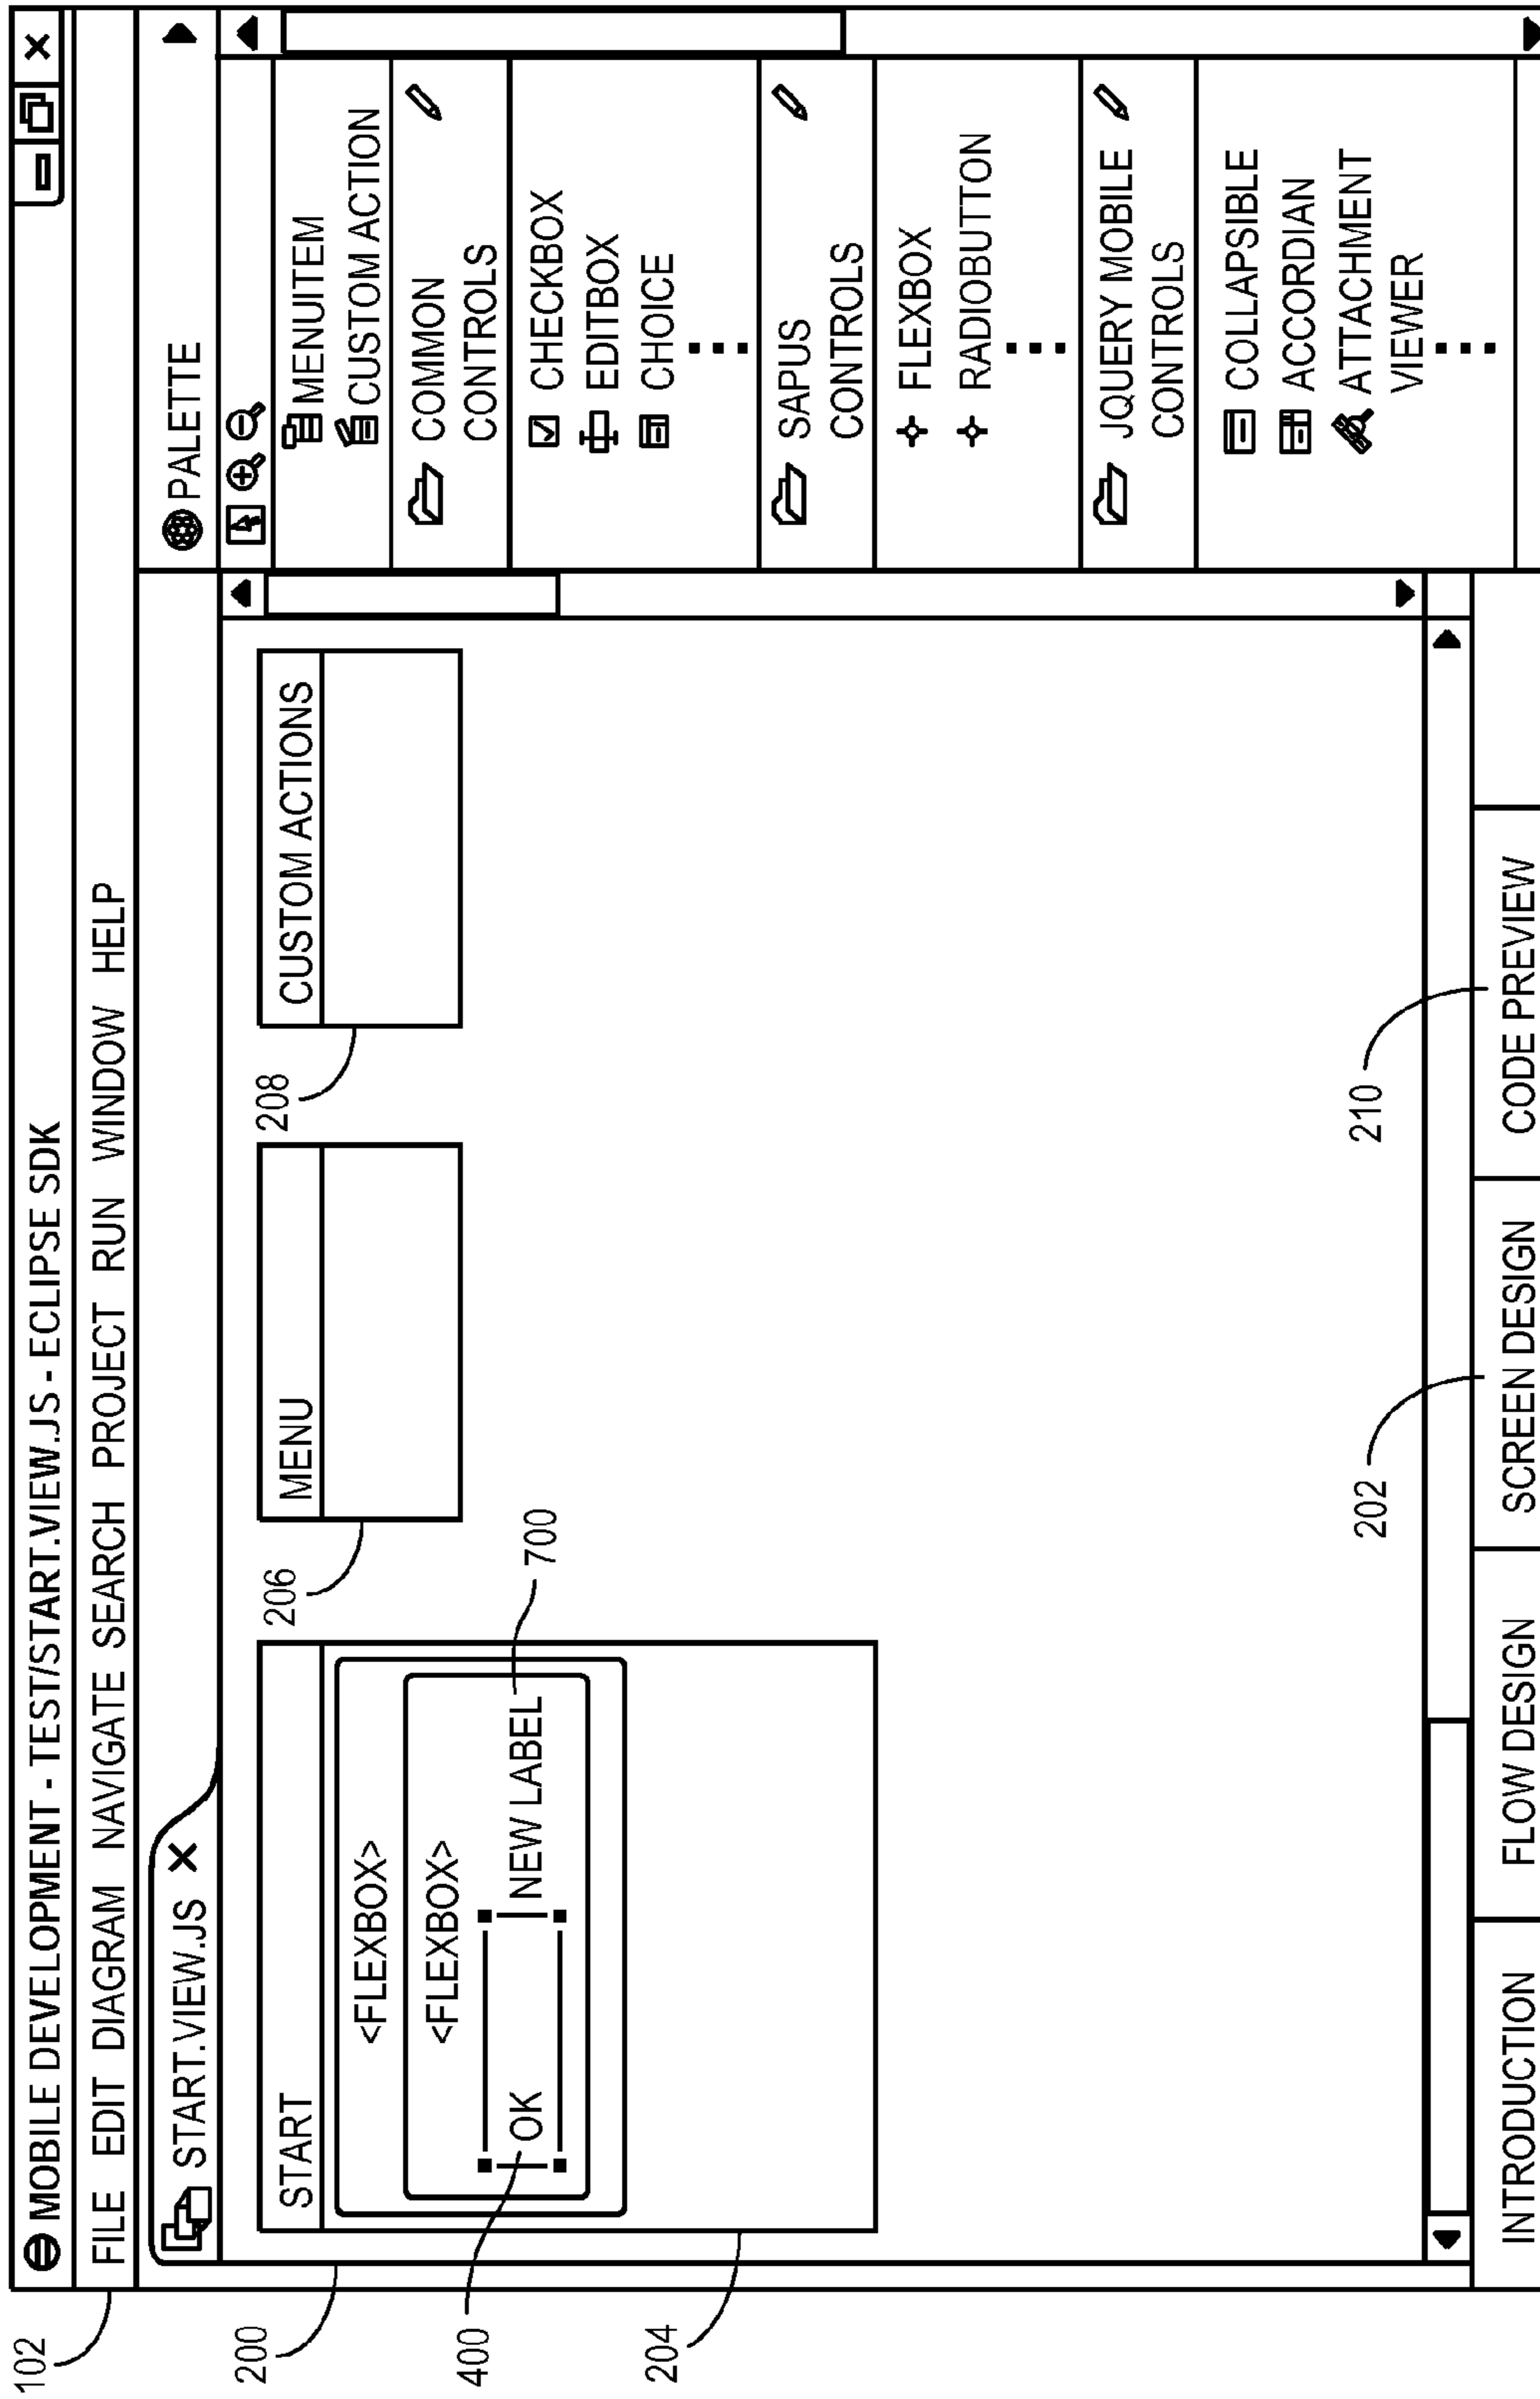 MOBILE DEVELOPMENT - TEST/START.VIEW.JS - ECLIPSE SDK
102
FILE EDIT DIAGRAM NAVIGATE SEARCH PROJECT RUN WINDOW HELP
START.VIEW.JS
PALETTE
200
START
206
MENU
208
CUSTOM ACTIONS
<FLEXBOX>
<FLEXBOX>
400
OK
NEW LABEL
700
204
MENUITEM
CUSTOM ACTION
COMMON
CONTROLS
CHECKBOX
EDITBOX
CHOICE
SAPUS
CONTROLS
FLEXBOX
RADIOBUTTON
JQUERY MOBILE
CONTROLS
COLLAPSIBLE
ACCORDIAN
ATTACHMENT
VIEWER
202
210
INTRODUCTION
FLOW DESIGN
SCREEN DESIGN
CODE PREVIEW